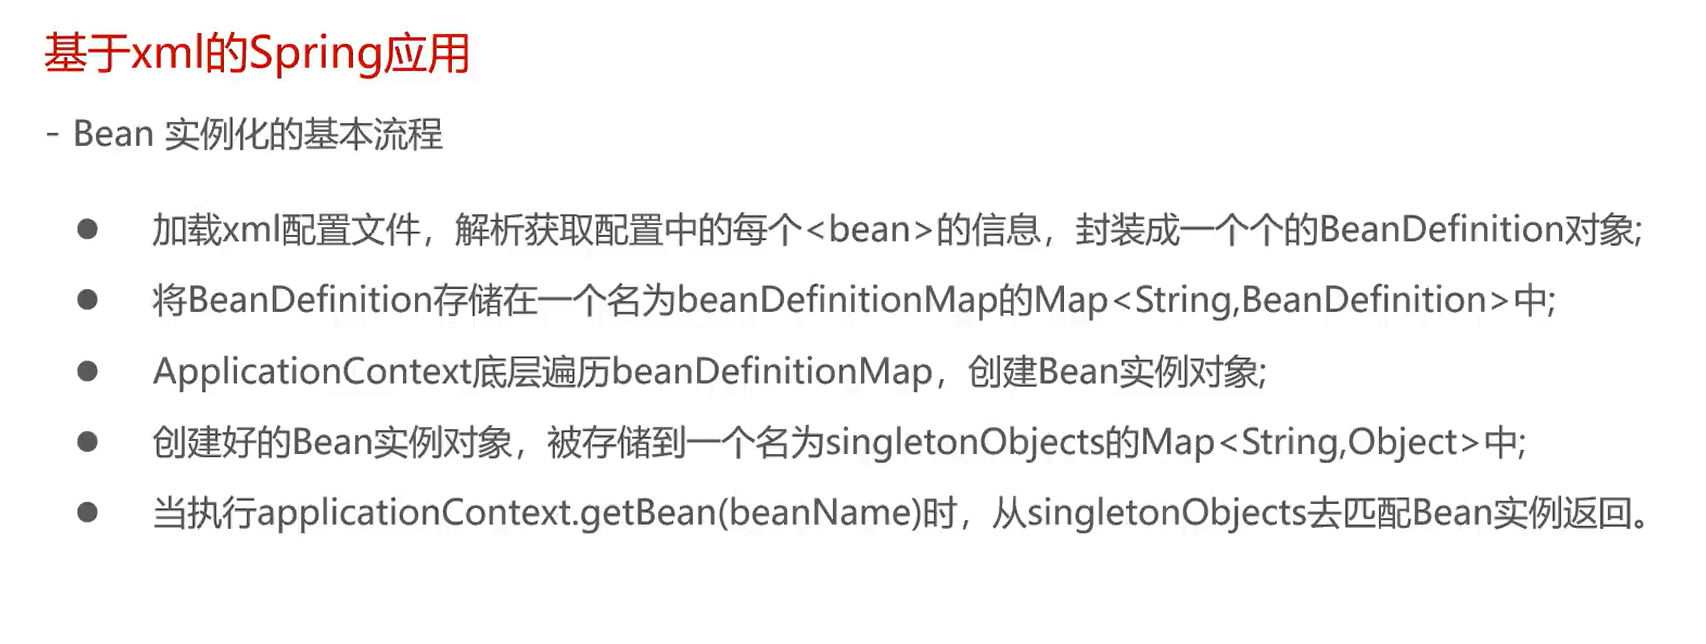 基于xml的Spring应用
- Bean 实例化的基本流程
● 加载xml配置文件，解析获取配置中的每个<bean>的信息，封装成一个个的BeanDefinition对象;
● 将BeanDefinition存储在一个名为beanDefinitionMap的Map<String,BeanDefinition>中;
● ApplicationContext底层遍历beanDefinitionMap，创建Bean实例对象;
● 创建好的Bean实例对象，被存储到一个名为singletonObjects的Map<String,Object>中;
● 当执行applicationContext.getBean(beanName)时，从singletonObjects去匹配Bean实例返回。